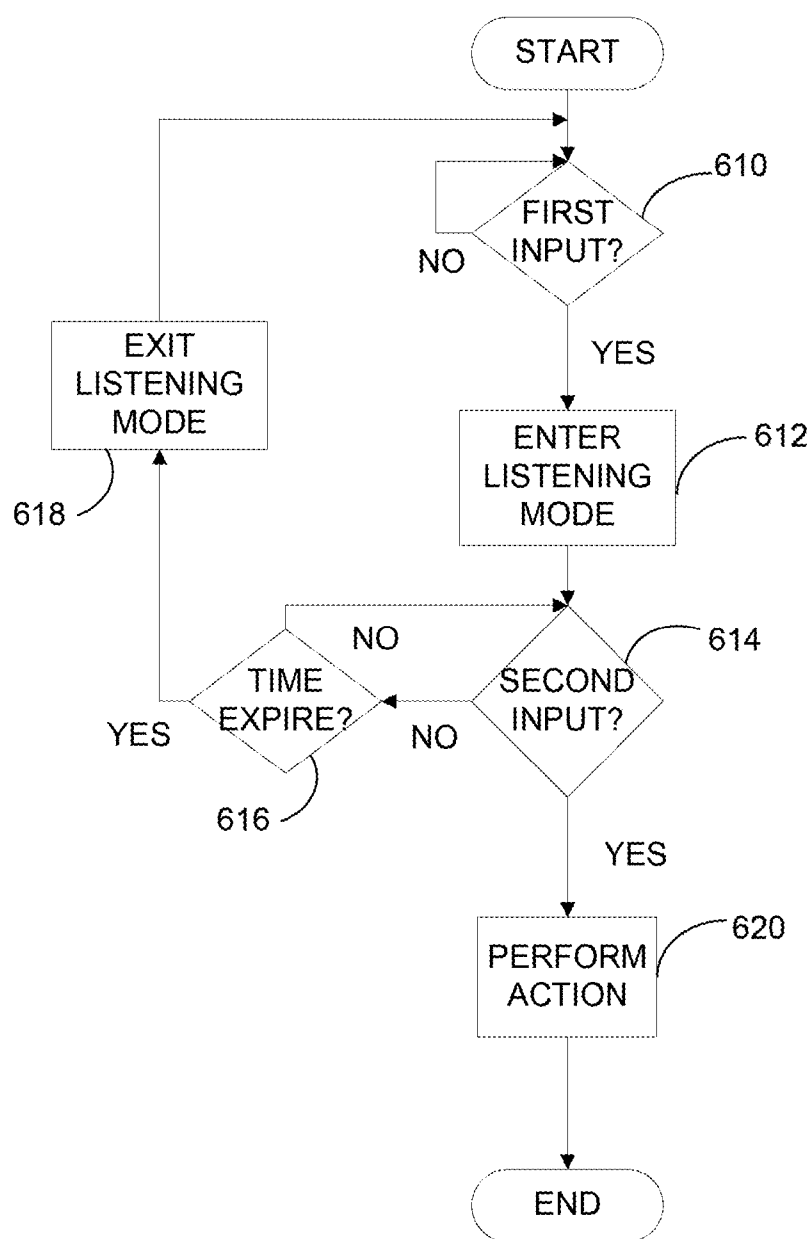 START
610
FIRST
INPUT?
NO
YES
EXIT
LISTENING
MODE
618
ENTER
LISTENING
MODE
612
NO
614
TIME
EXPIRE?
YES
616
SECOND
INPUT?
NO
YES
620
PERFORM
ACTION
END